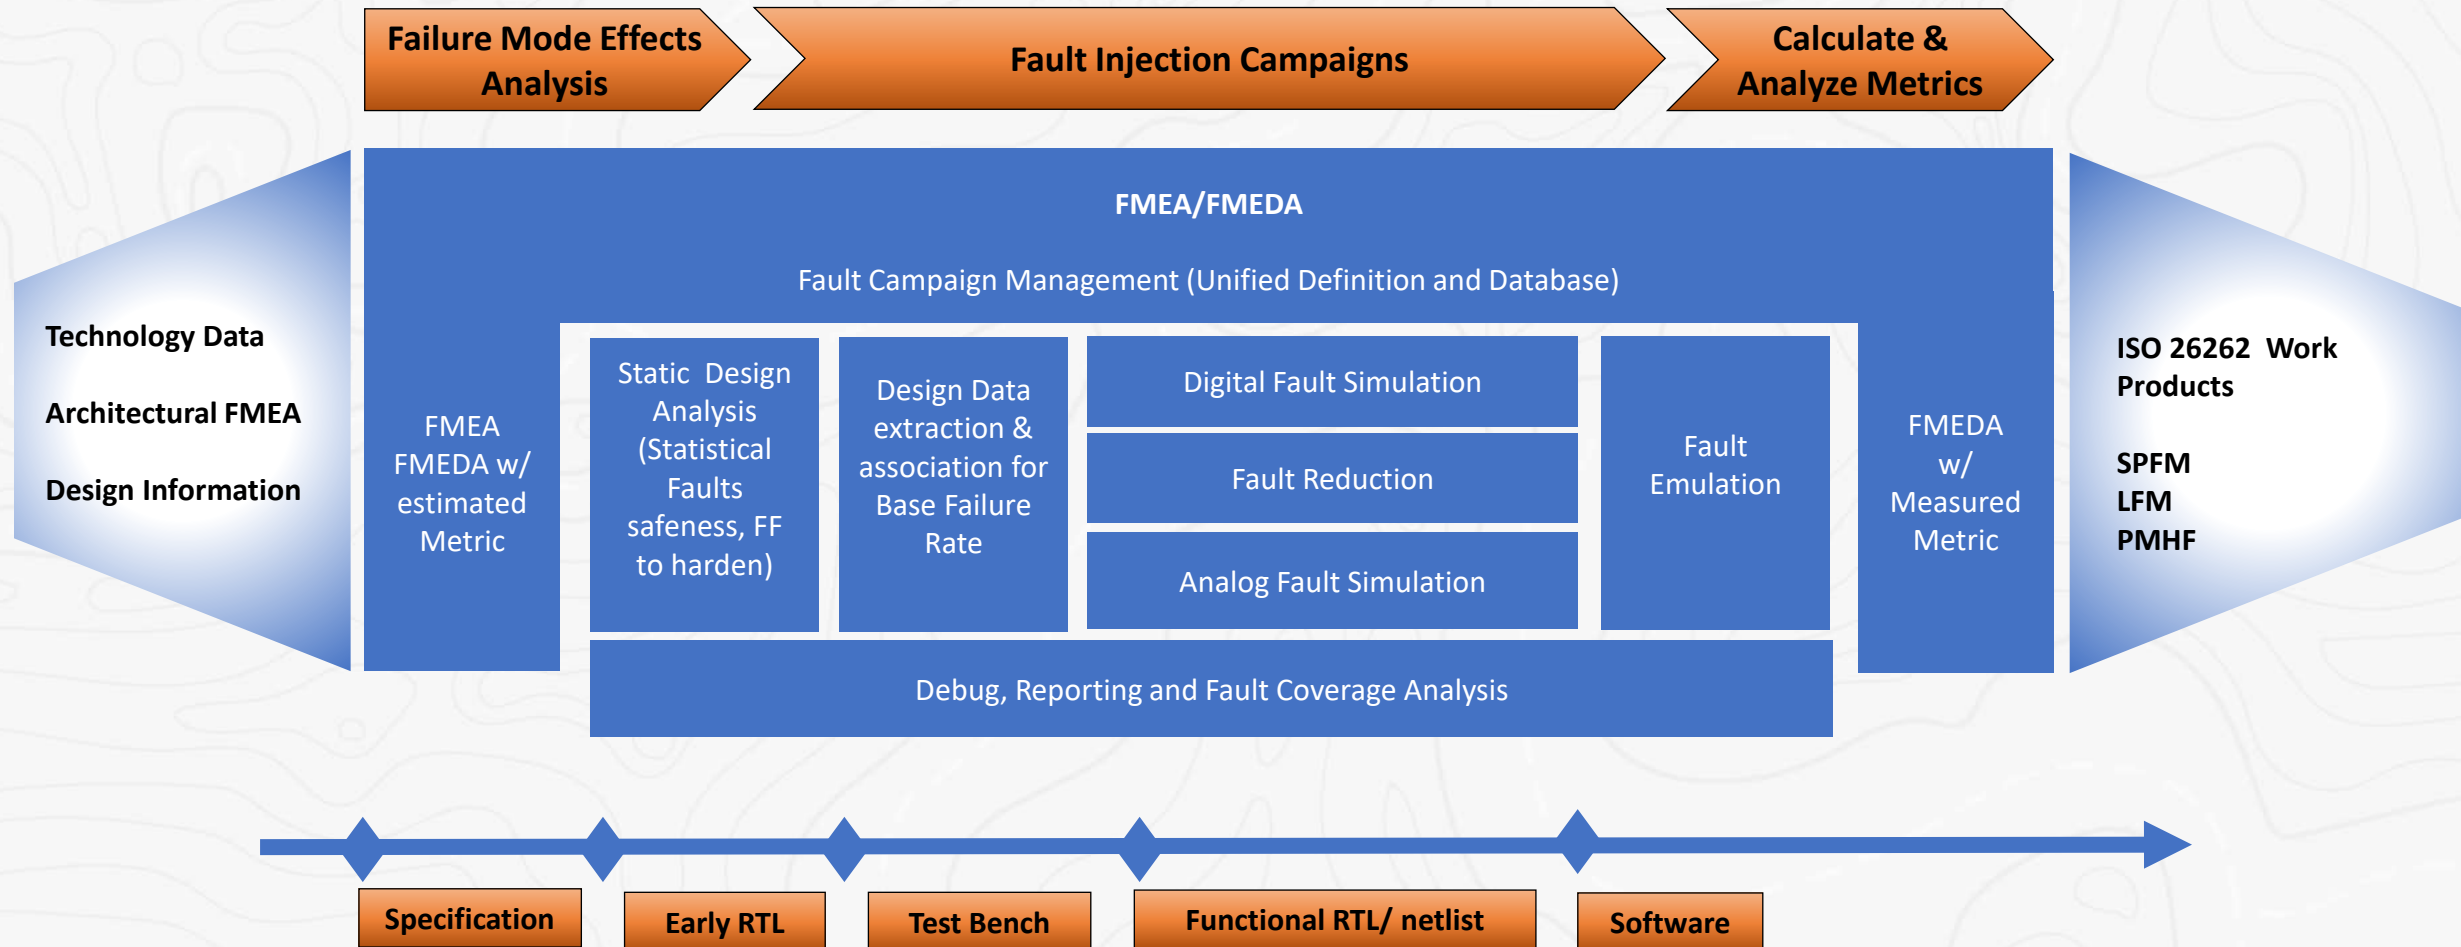 Failure Mode Effects
Analysis
Fault Injection Campaigns
Calculate &
Analyze Metrics
Technology Data
Architectural FMEA
Design Information
FMEA/FMEDA
Fault Campaign Management (Unified Definition and Database)
FMEA
FMEDA w/
estimated
Metric
Static Design
Analysis
(Statistical
Faults
safeness, FF
to harden)
Design Data
extraction &
association for
Base Failure
Rate
Digital Fault Simulation
Fault Reduction
Analog Fault Simulation
Fault
Emulation
FMEDA
w/
Measured
Metric
Debug, Reporting and Fault Coverage Analysis
ISO 26262 Work
Products
SPFM
LFM
PMHF
Specification
Early RTL
Test Bench
Functional RTL/ netlist
Software